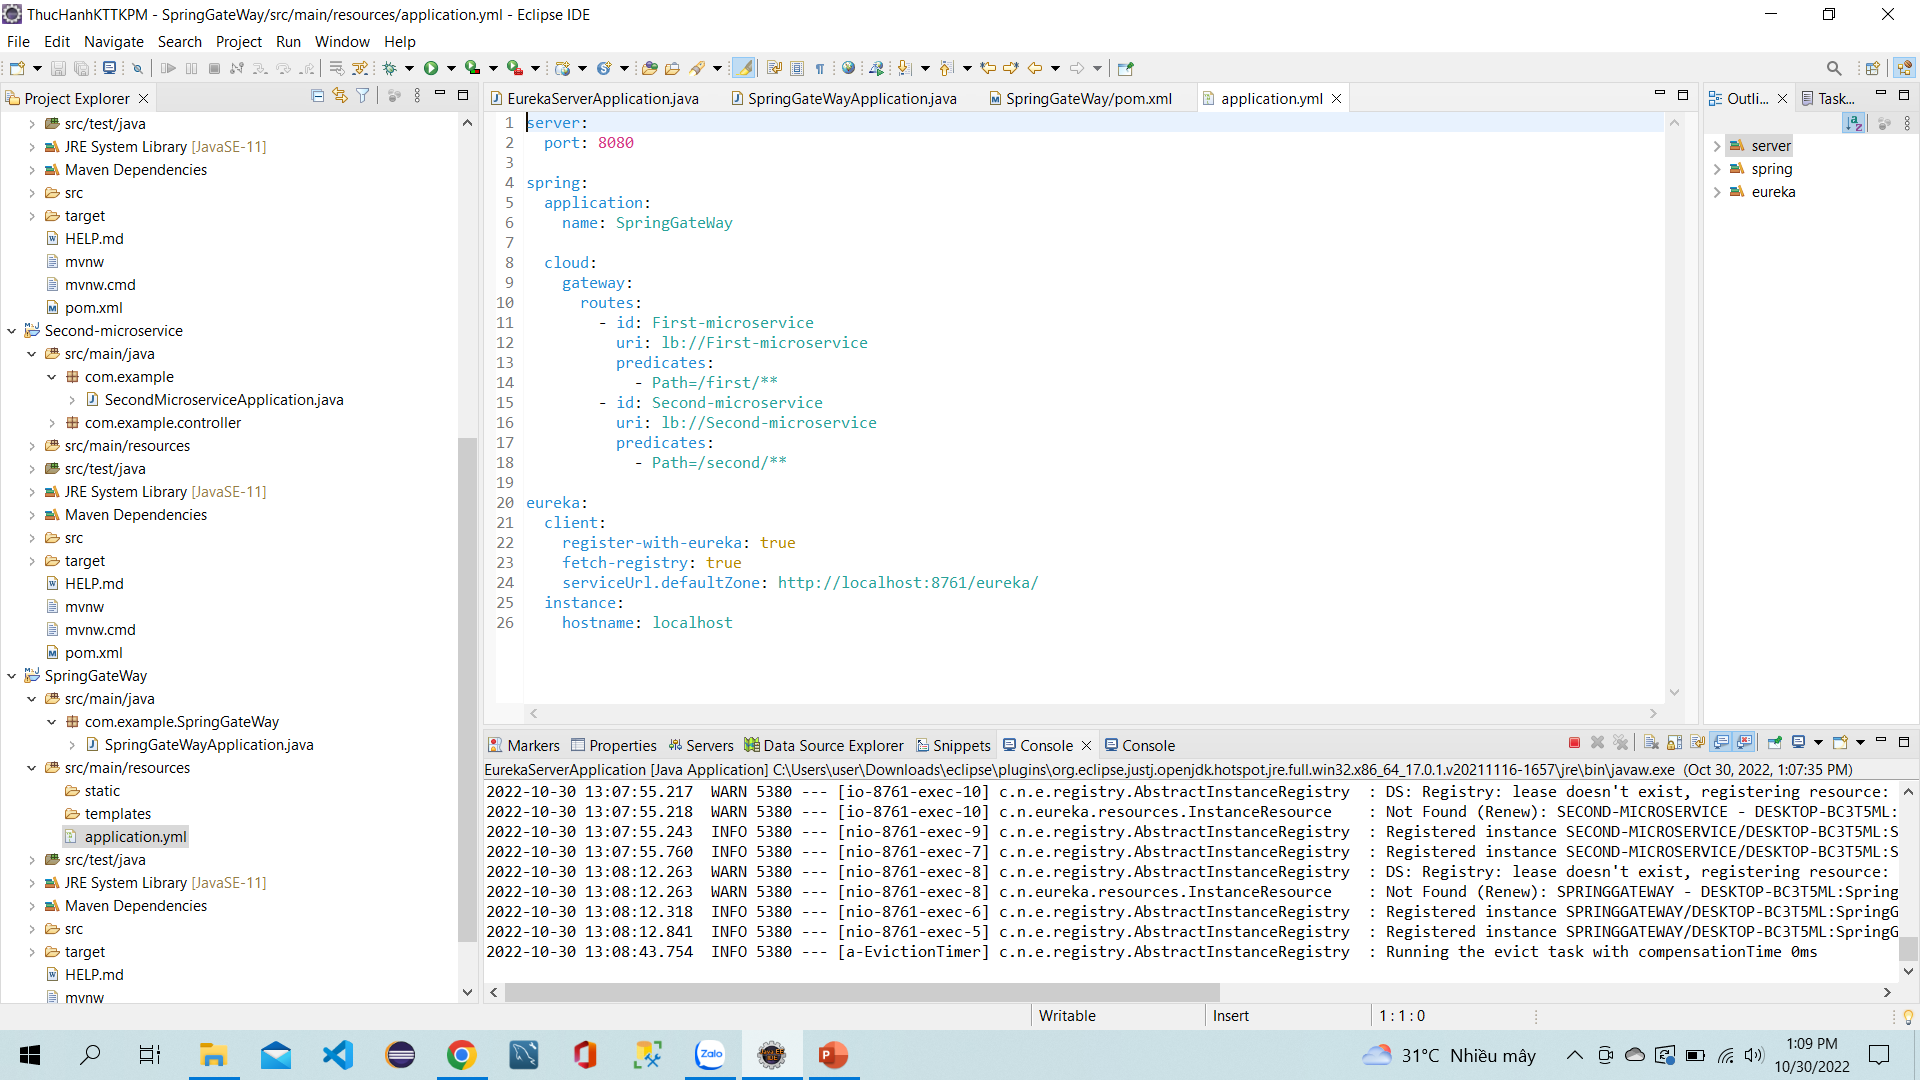 ThucHanhKTTKPM - SpringGateWay/src/main/resources/application.yml - Eclipse IDE
File Edit Navigate Search Project Run Window Help
Project Explorer
src/test/java
JRE System Library [JavaSE-11]
Maven Dependencies
src
target
HELP.md
mvnw
mvnw.cmd
pom.xml
Second-microservice
src/main/java
com.example
SecondMicroserviceApplication.java
com.example.controller
src/main/resources
src/test/java
JRE System Library [JavaSE-11]
Maven Dependencies
src
target
HELP.md
mvnw
mvnw.cmd
pom.xml
SpringGateWay
src/main/java
com.example.SpringGateWay
SpringGateWayApplication.java
src/main/resources
static
templates
application.yml
src/test/java
JRE System Library [JavaSE-11]
Maven Dependencies
src
target
HELP.md
mvnw
EurekaServerApplication.java SpringGateWayApplication.java SpringGateWay/pom.xml application.yml
1 server:
2   port: 8080
3
4 spring:
5   application:
6     name: SpringGateWay
7
8   cloud:
9     gateway:
10       routes:
11         - id: First-microservice
12           uri: lb://First-microservice
13           predicates:
14             - Path=/first/**
15         - id: Second-microservice
16           uri: lb://Second-microservice
17           predicates:
18             - Path=/second/**
19
20 eureka:
21   client:
22     register-with-eureka: true
23     fetch-registry: true
24     serviceUrl.defaultZone: http://localhost:8761/eureka/
25   instance:
26     hostname: localhost
Outli... Task...
server
spring
eureka
Markers Properties Servers Data Source Explorer Snippets Console Console
EurekaServerApplication [Java Application] C:\Users\user\Downloads\eclipse\plugins\org.eclipse.justj.openjdk.hotspot.jre.full.win32.x86_64_17.0.1.v20211116-1657\jre\bin\javaw.exe (Oct 30, 2022, 1:07:35 PM)
2022-10-30 13:07:55.217  WARN 5380 --- [io-8761-exec-10] c.n.e.registry.AbstractInstanceRegistry  : DS: Registry: lease doesn't exist, registering resource:
2022-10-30 13:07:55.218  WARN 5380 --- [io-8761-exec-10] c.n.eureka.resources.InstanceResource    : Not Found (Renew): SECOND-MICROSERVICE - DESKTOP-BC3T5ML:
2022-10-30 13:07:55.243  INFO 5380 --- [nio-8761-exec-9] c.n.e.registry.AbstractInstanceRegistry  : Registered instance SECOND-MICROSERVICE/DESKTOP-BC3T5ML:S
2022-10-30 13:07:55.760  INFO 5380 --- [nio-8761-exec-7] c.n.e.registry.AbstractInstanceRegistry  : Registered instance SECOND-MICROSERVICE/DESKTOP-BC3T5ML:S
2022-10-30 13:08:12.263  WARN 5380 --- [nio-8761-exec-8] c.n.e.registry.AbstractInstanceRegistry  : DS: Registry: lease doesn't exist, registering resource:
2022-10-30 13:08:12.263  WARN 5380 --- [nio-8761-exec-8] c.n.eureka.resources.InstanceResource    : Not Found (Renew): SPRINGGATEWAY - DESKTOP-BC3T5ML:Spring
2022-10-30 13:08:12.318  INFO 5380 --- [nio-8761-exec-6] c.n.e.registry.AbstractInstanceRegistry  : Registered instance SPRINGGATEWAY/DESKTOP-BC3T5ML:SpringG
2022-10-30 13:08:12.841  INFO 5380 --- [nio-8761-exec-5] c.n.e.registry.AbstractInstanceRegistry  : Registered instance SPRINGGATEWAY/DESKTOP-BC3T5ML:SpringG
2022-10-30 13:08:43.754  INFO 5380 --- [a-EvictionTimer] c.n.e.registry.AbstractInstanceRegistry  : Running the evict task with compensationTime 0ms
Writable Insert 1 : 1 : 0
Zalo
31°C Nhiều mây
1:09 PM
10/30/2022